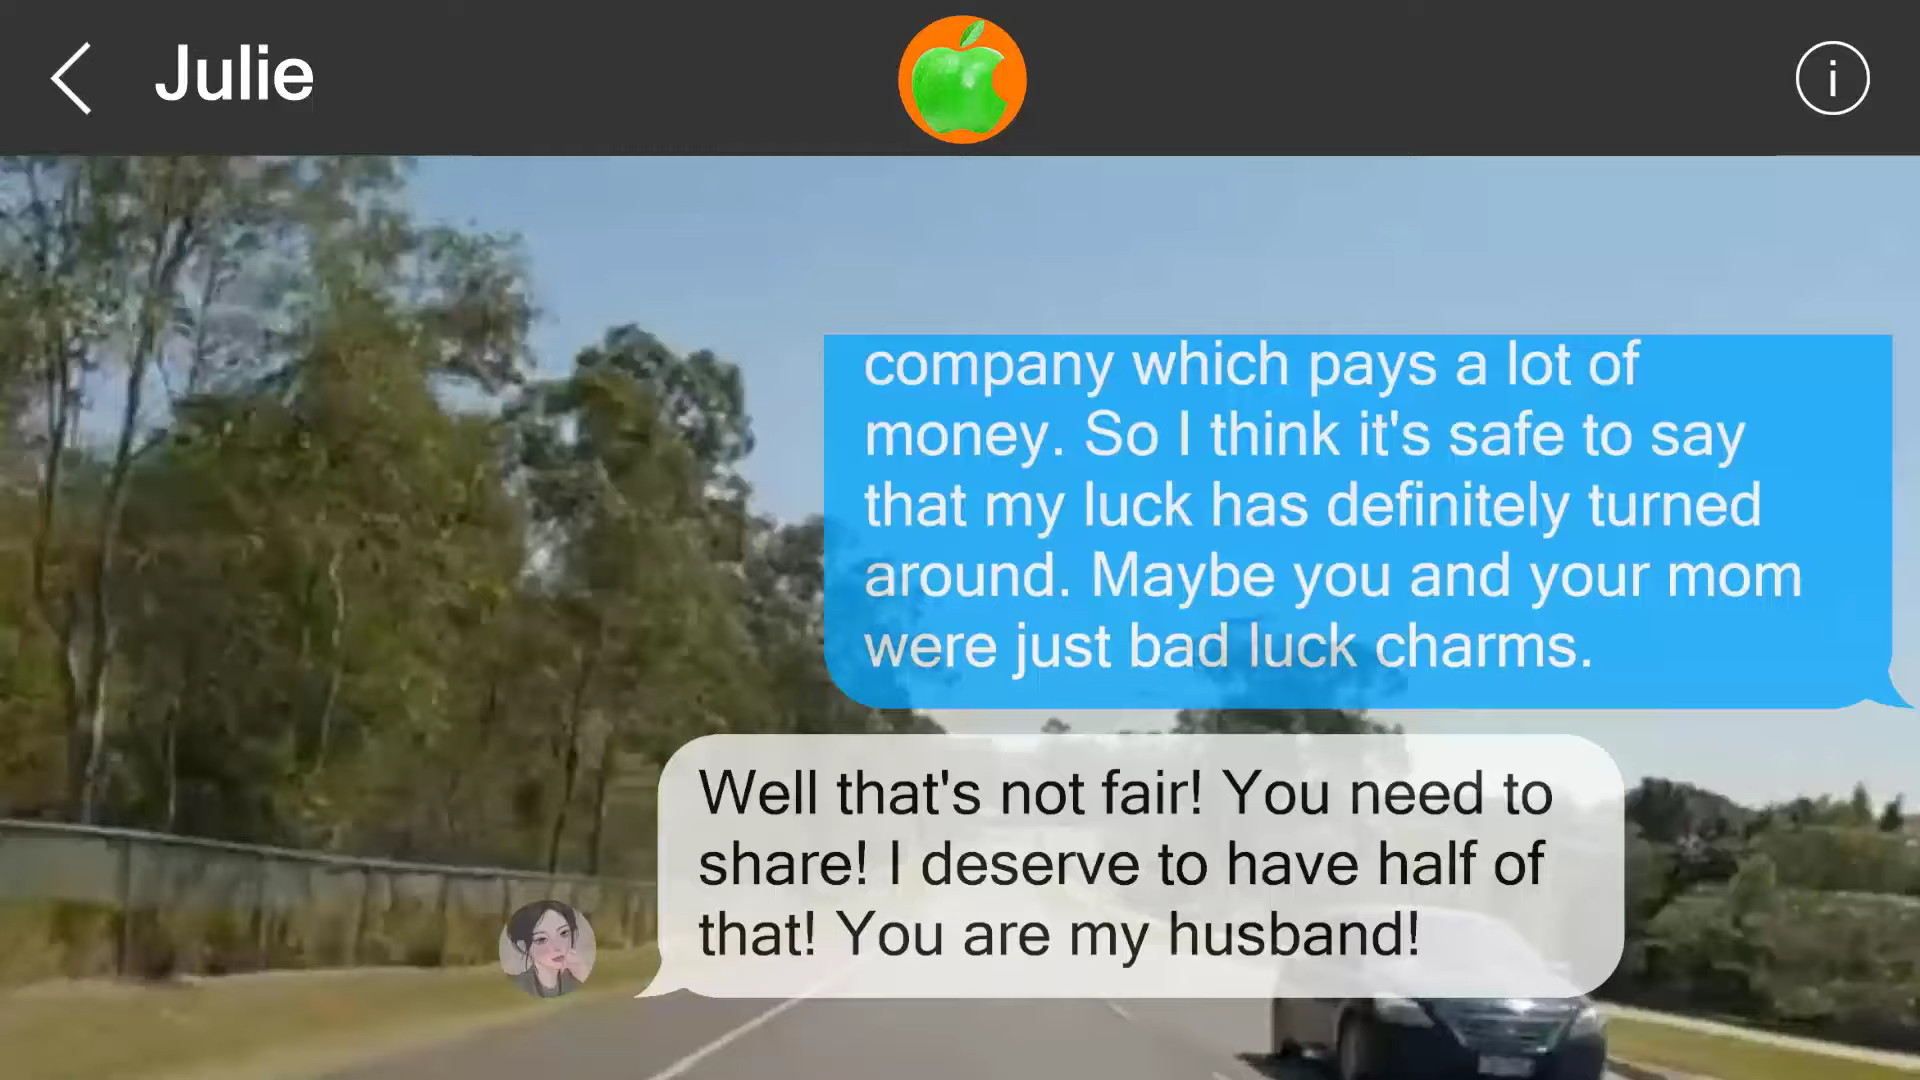 Julie
i
company which pays a lot of
money. So I think it's safe to say
that my luck has definitely turned
around. Maybe you and your mom
were just bad luck charms.
Well that's not fair! You need to
share! I deserve to have half of
that! You are my husband!